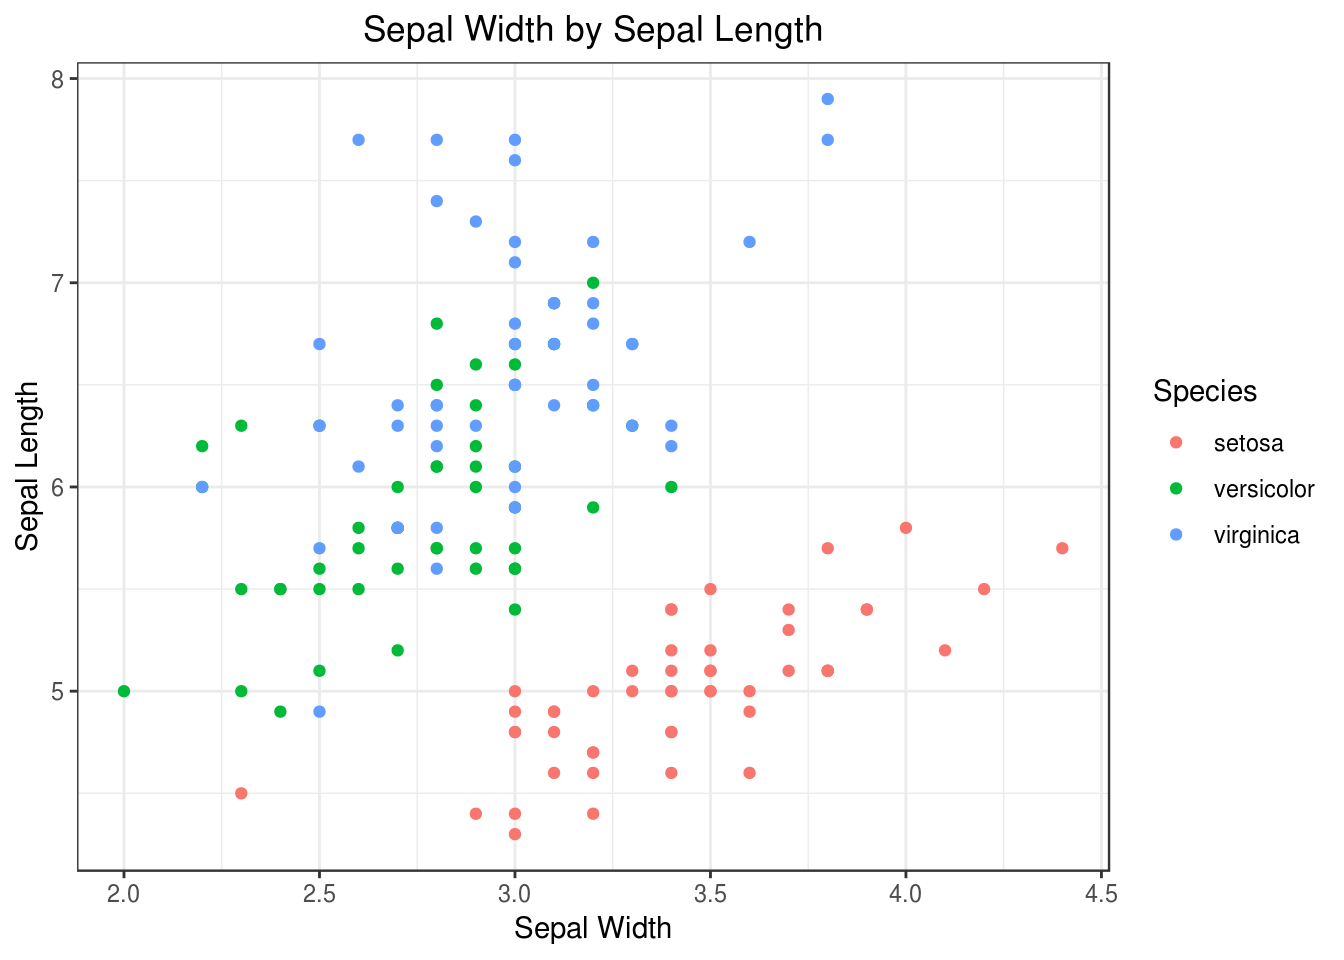 Sepal Width by Sepal Length
8
7
6
5
Sepal Length
2.0 2.5 3.0 3.5 4.0 4.5
Sepal Width
Species
setosa
versicolor
virginica